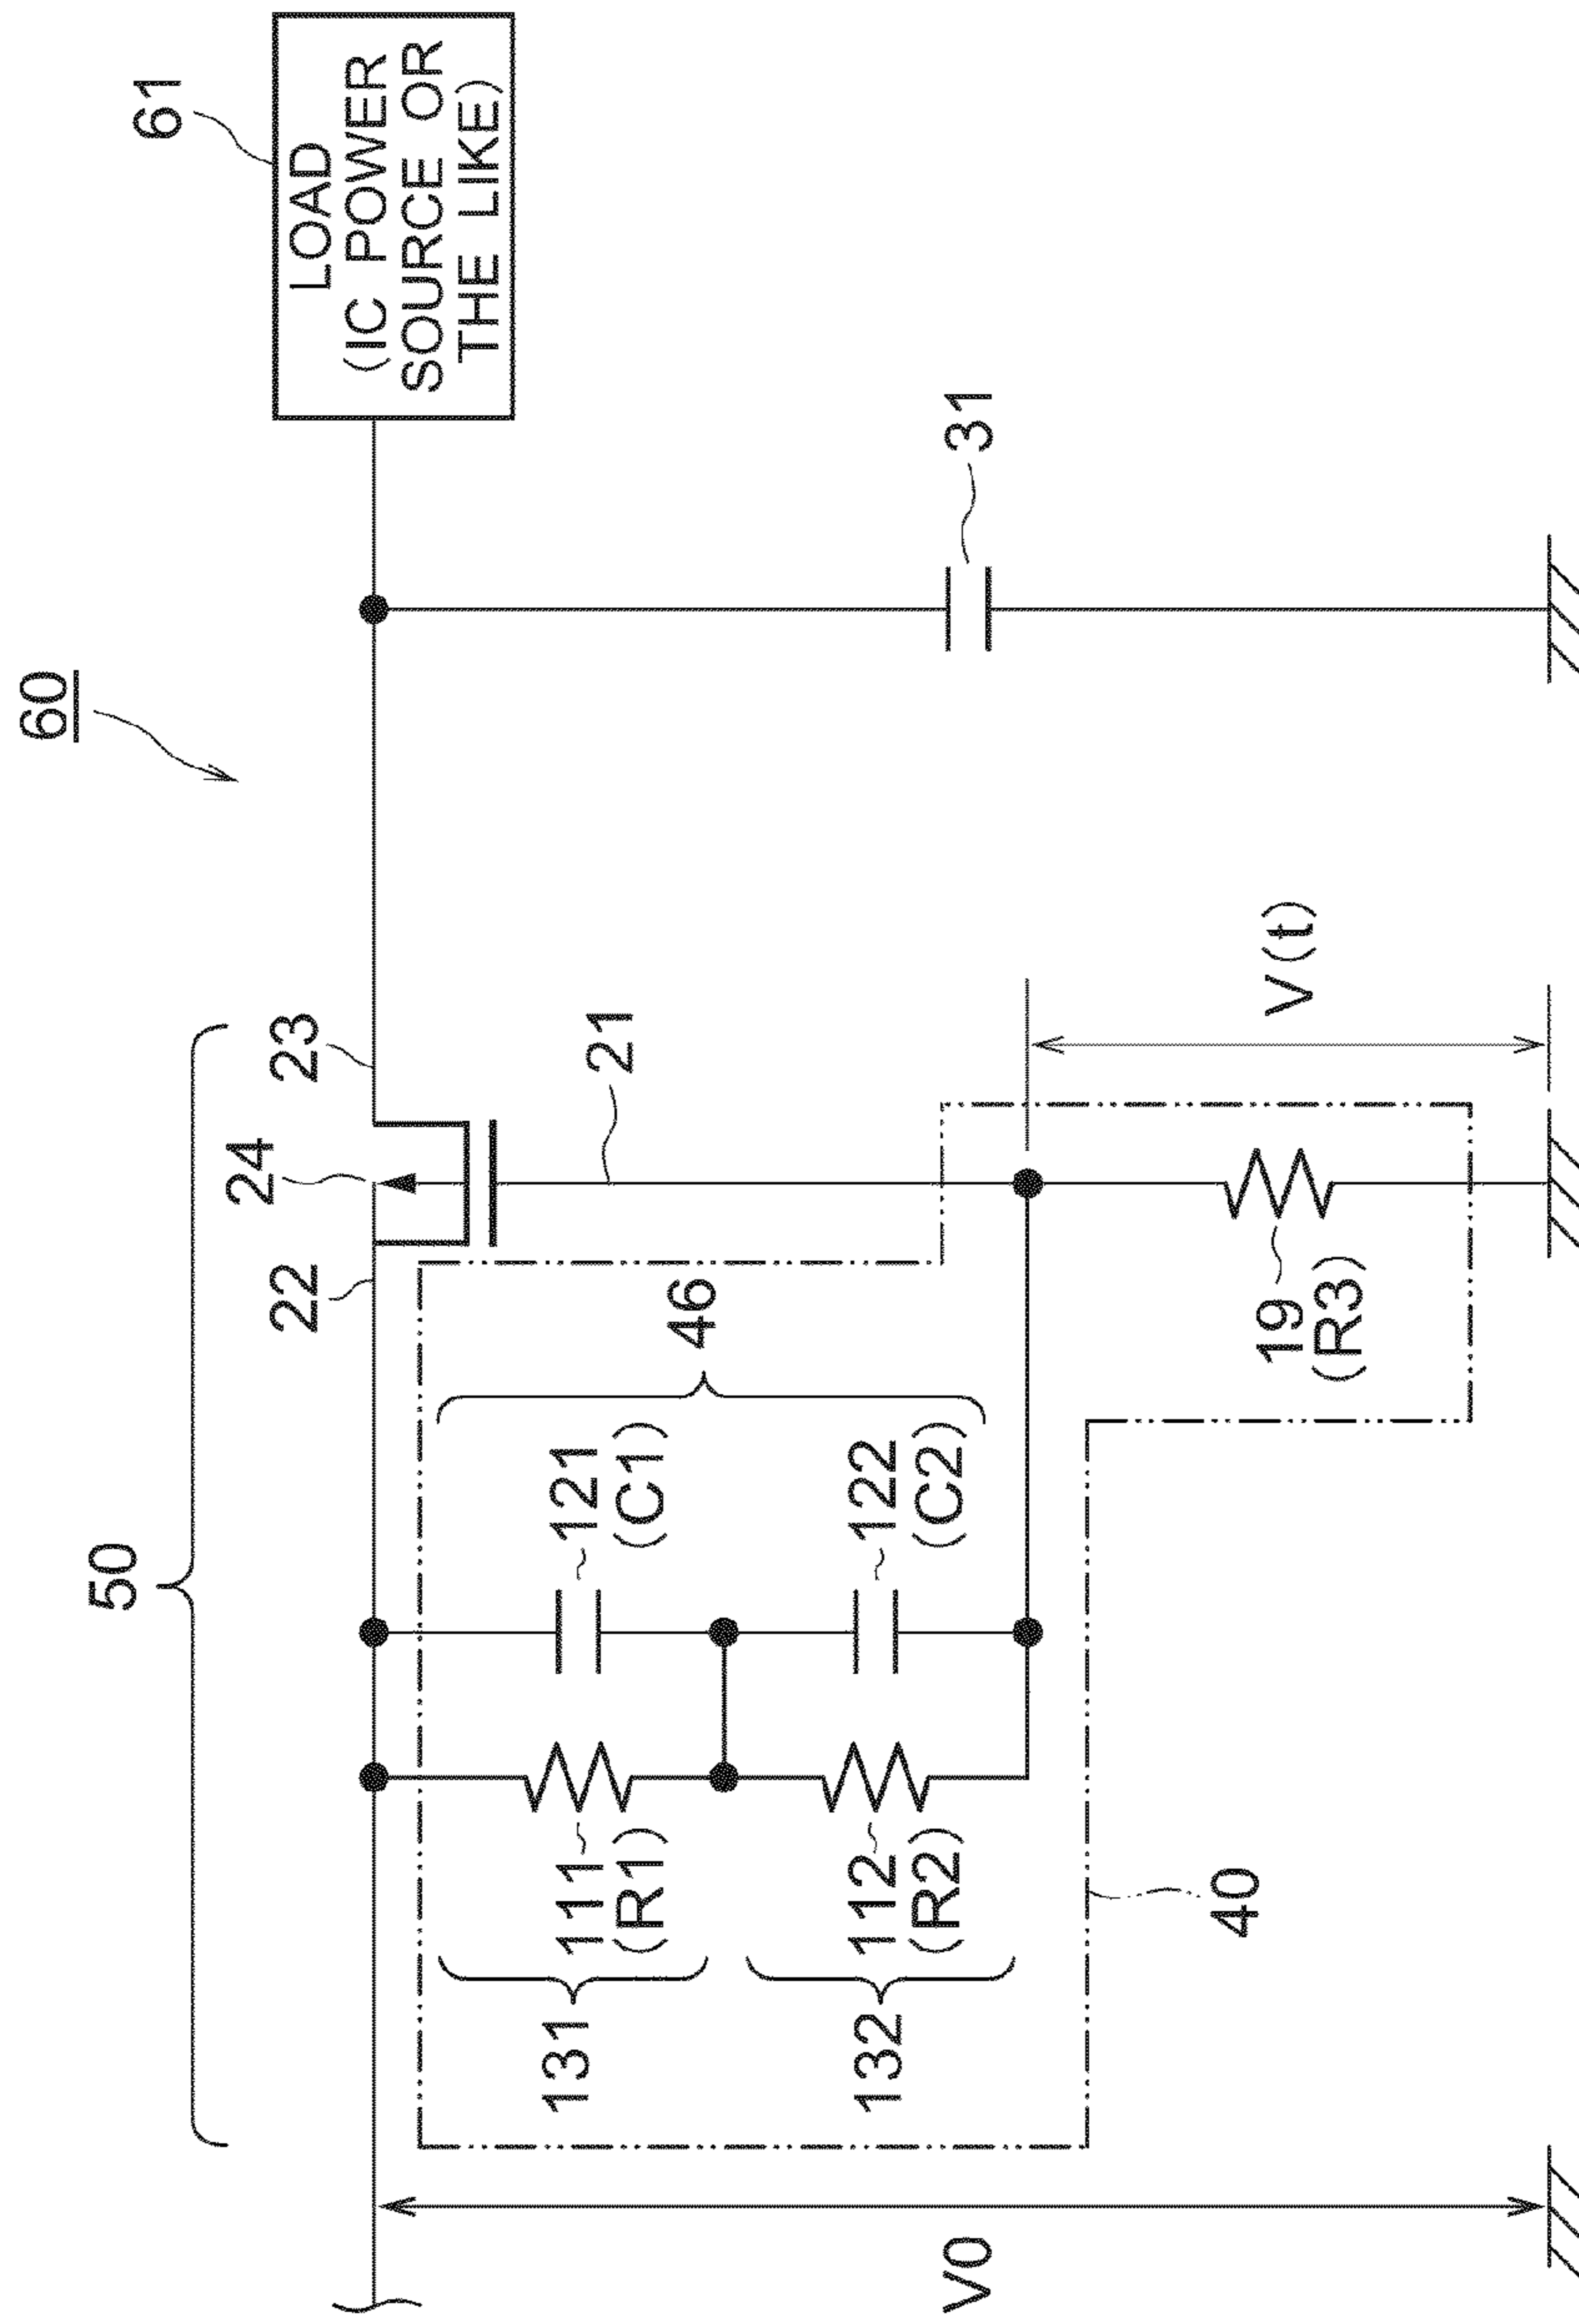 60
61
LOAD
(IC POWER
SOURCE OR
THE LIKE)
50
22
24
23
21
31
46
131
111
(R1)
121
(C1)
132
112
(R2)
122
(C2)
19
(R3)
40
V0
V(t)